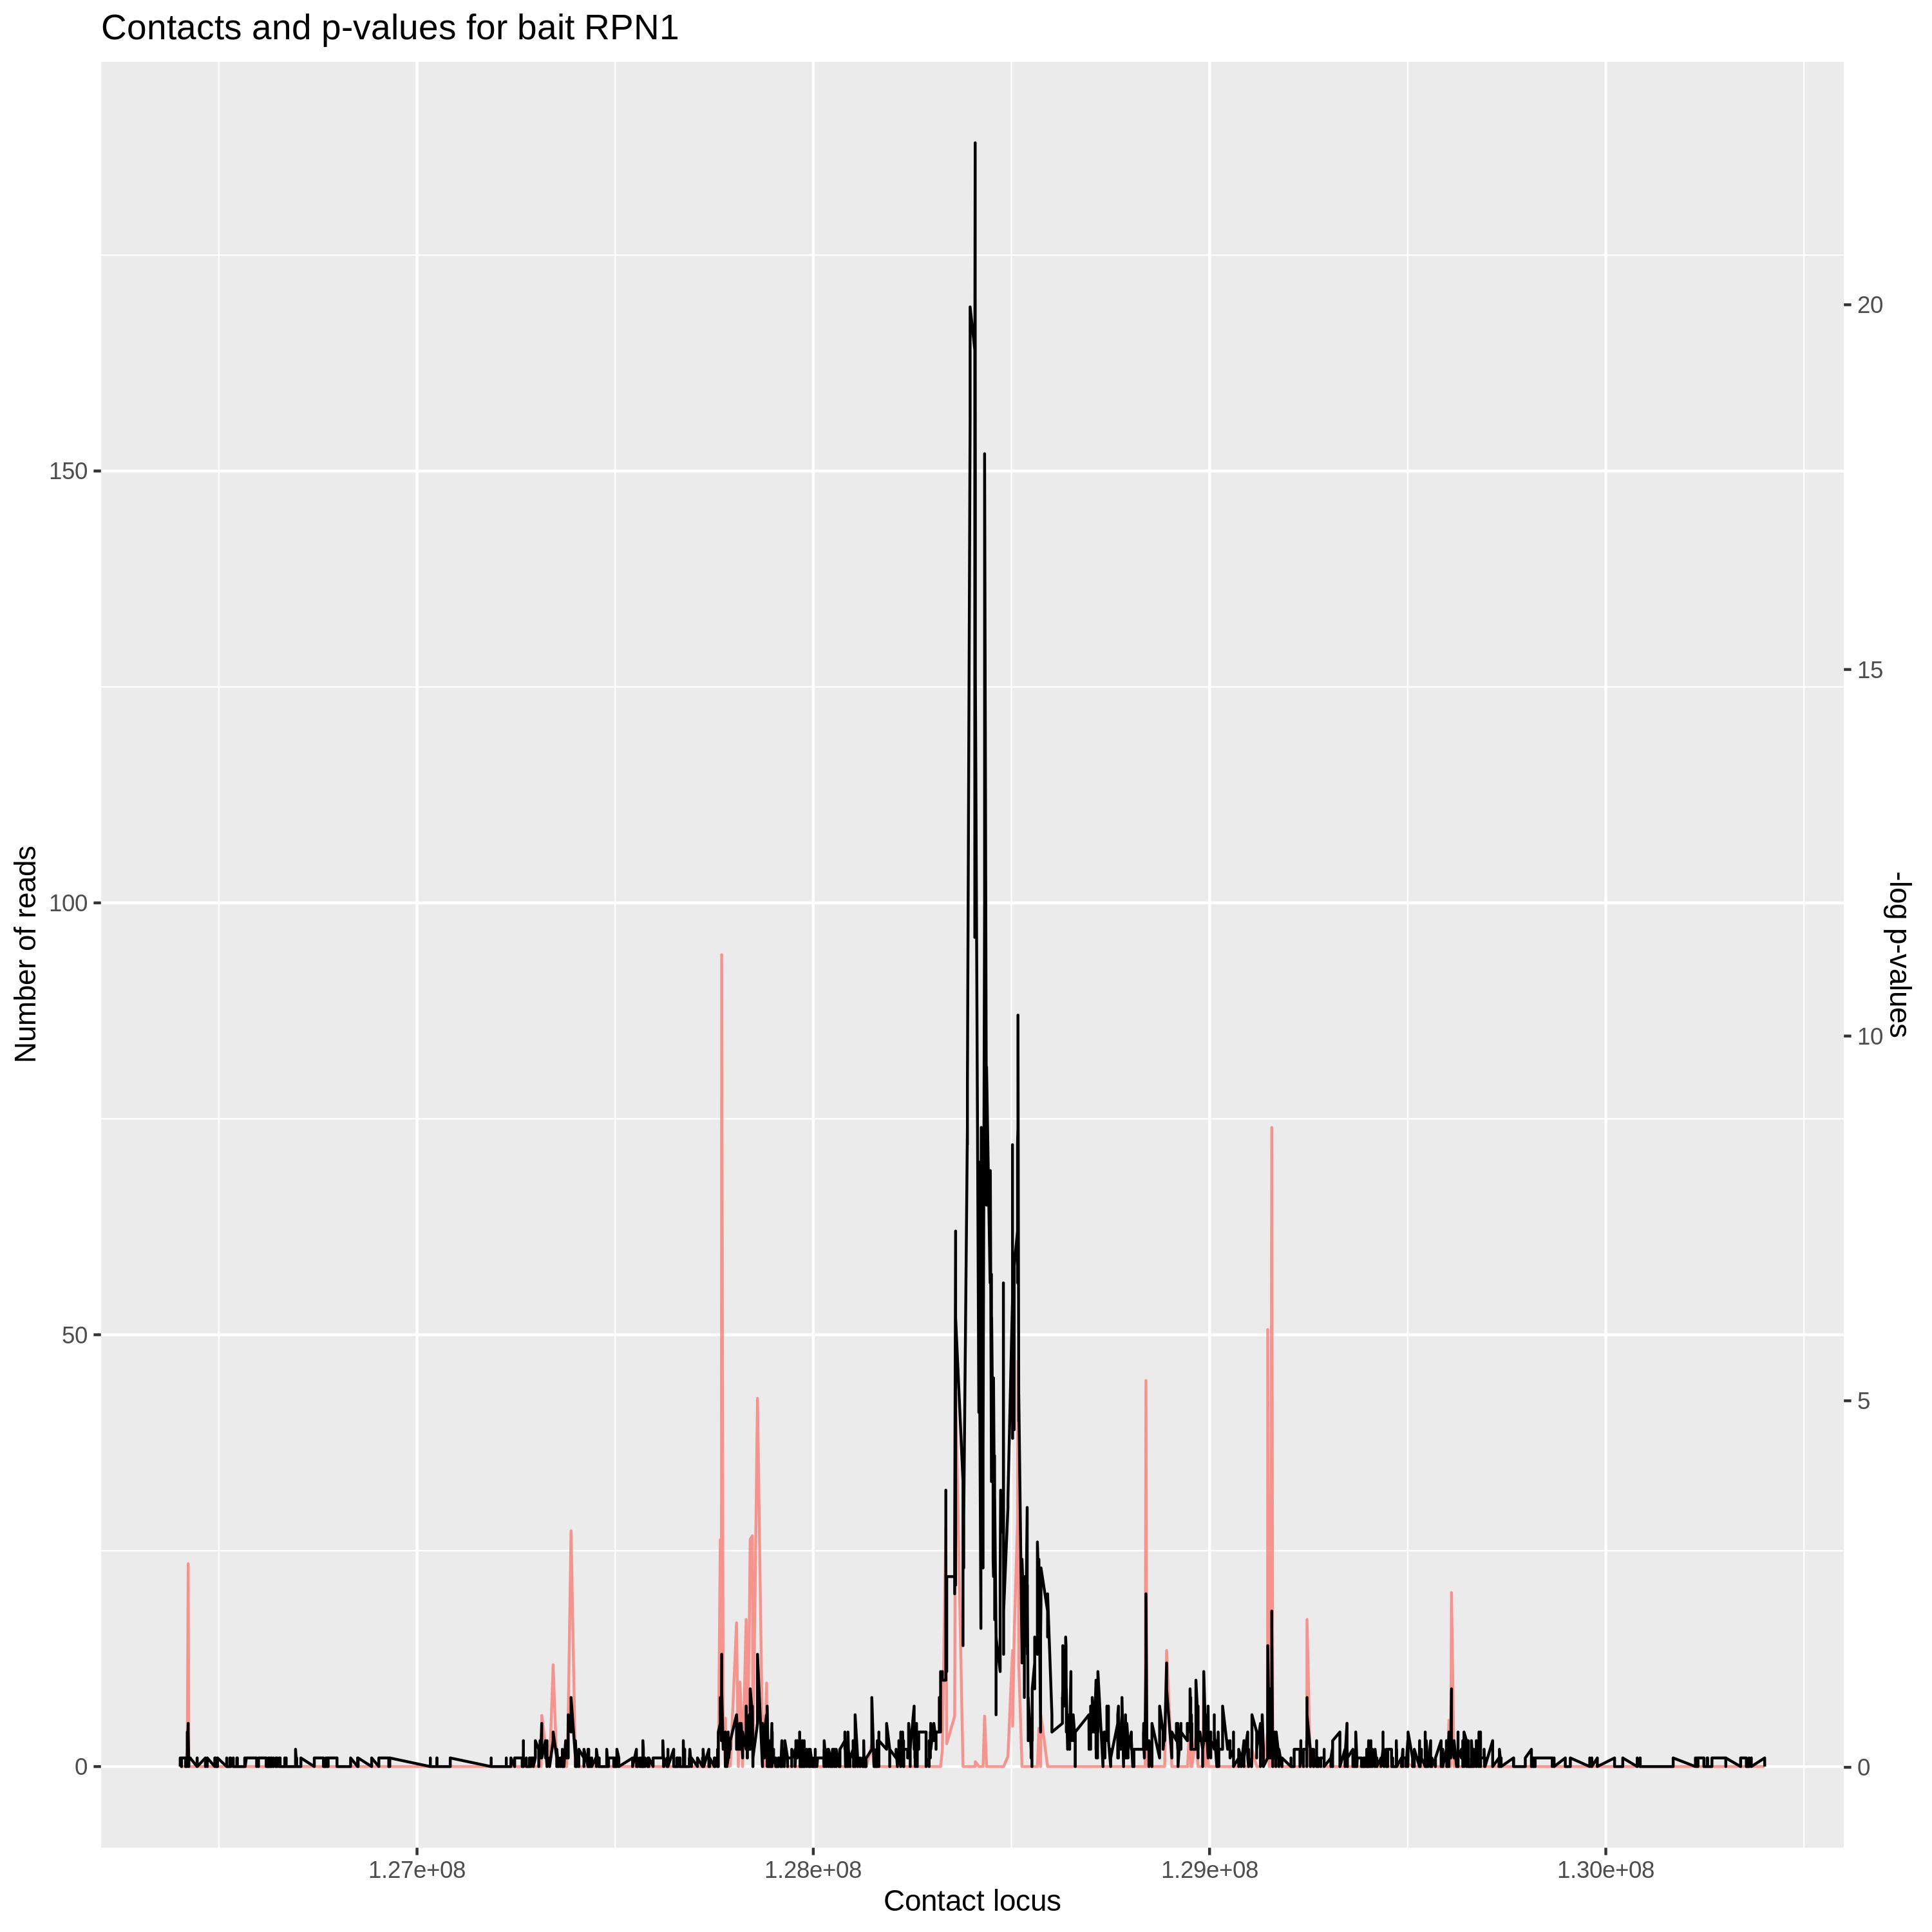 Contacts and p-values for bait RPN1
Number of reads
150
100
50
0
20
15
10
5
0
-log p-values
1.27e+08
1.28e+08
1.29e+08
1.30e+08
Contact locus